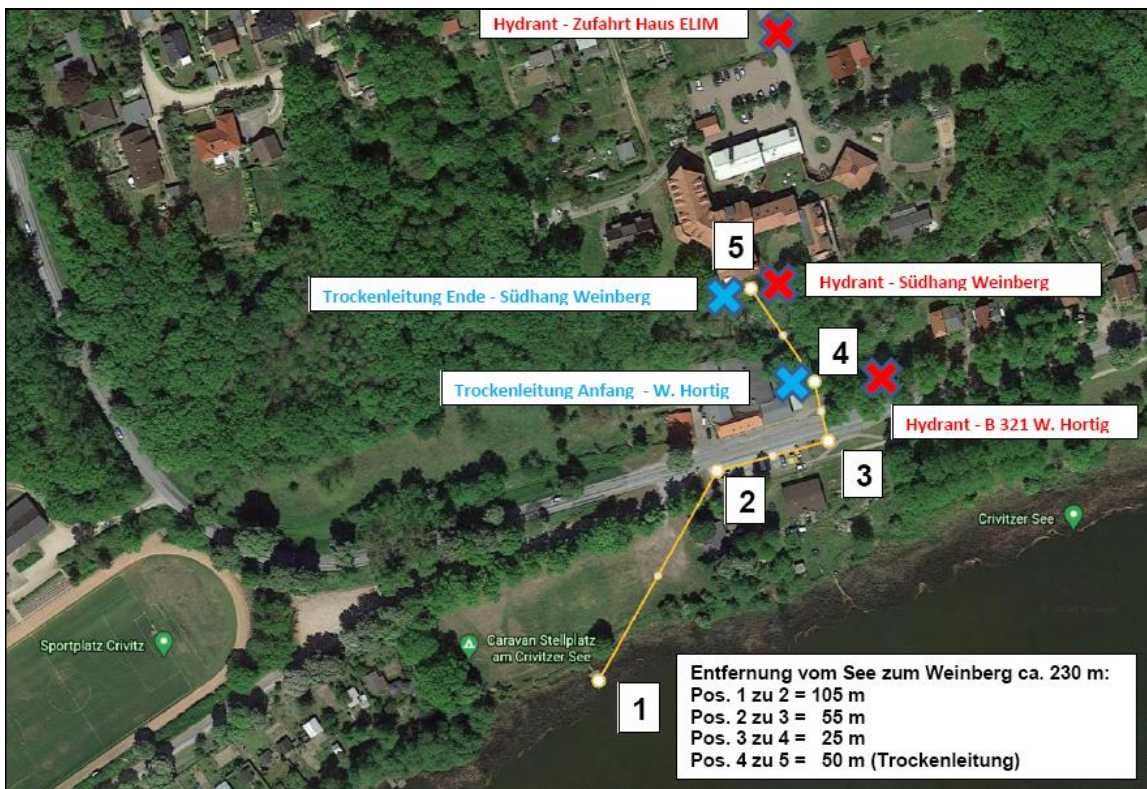 Hydrant - Zufahrt Haus ELIM
5
Trockenleitung Ende - Südhang Weinberg
Hydrant - Südhang Weinberg
4
Trockenleitung Anfang - W. Hortig
Hydrant - B 321 W. Hortig
3
2
Crivitzer See
Sportplatz Crivitz
Caravan Stellplatz
am Crivitzer See
1
Entfernung vom See zum Weinberg ca. 230 m:
Pos. 1 zu 2 = 105 m
Pos. 2 zu 3 = 55 m
Pos. 3 zu 4 = 25 m
Pos. 4 zu 5 = 50 m (Trockenleitung)